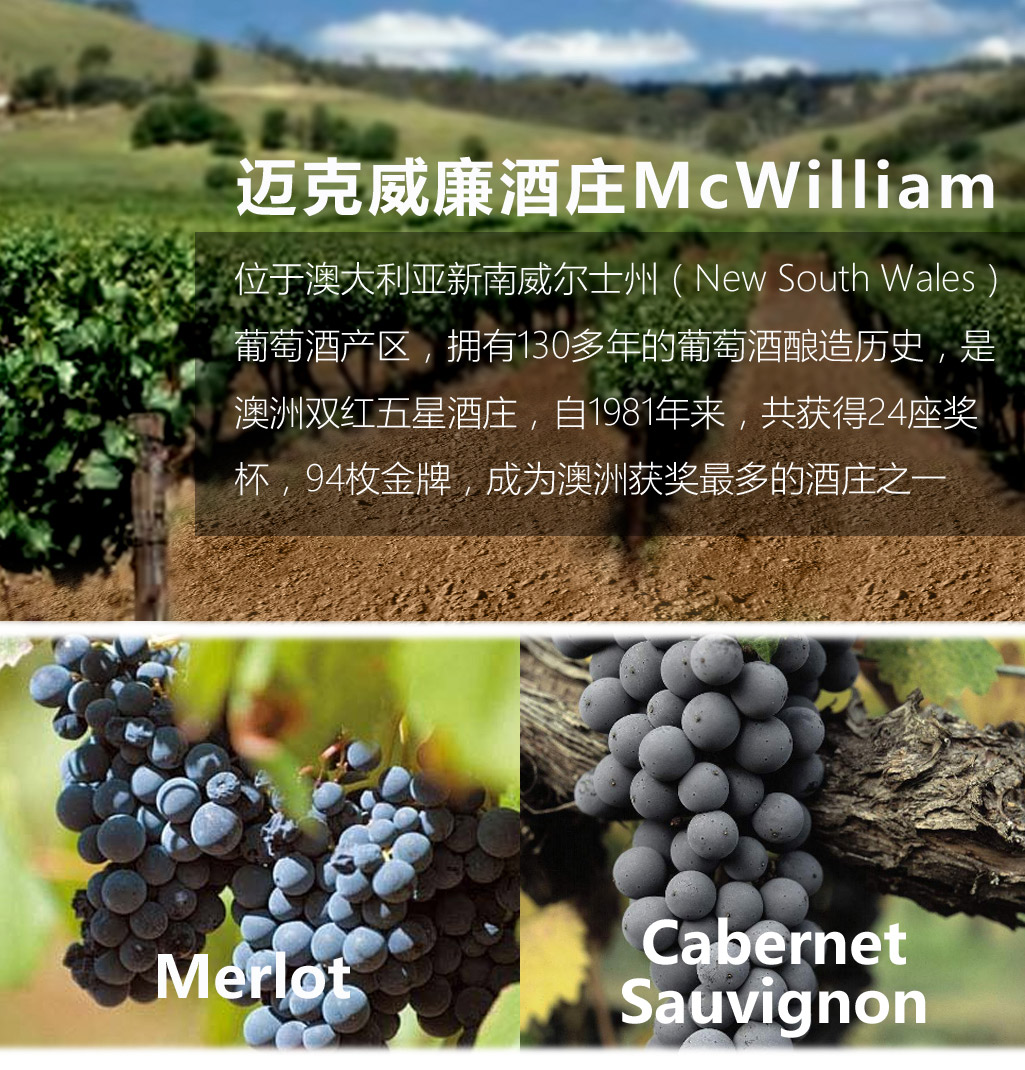 迈克威廉酒庄McWilliam
位于澳大利亚新南威尔士州（New South Wales）
葡萄酒产区，拥有130多年的葡萄酒酿造历史，是
澳洲双红五星酒庄，自1981年来，共获得24座奖
杯，94枚金牌，成为澳洲获奖最多的酒庄之一
Merlot
Cabernet
Sauvignon